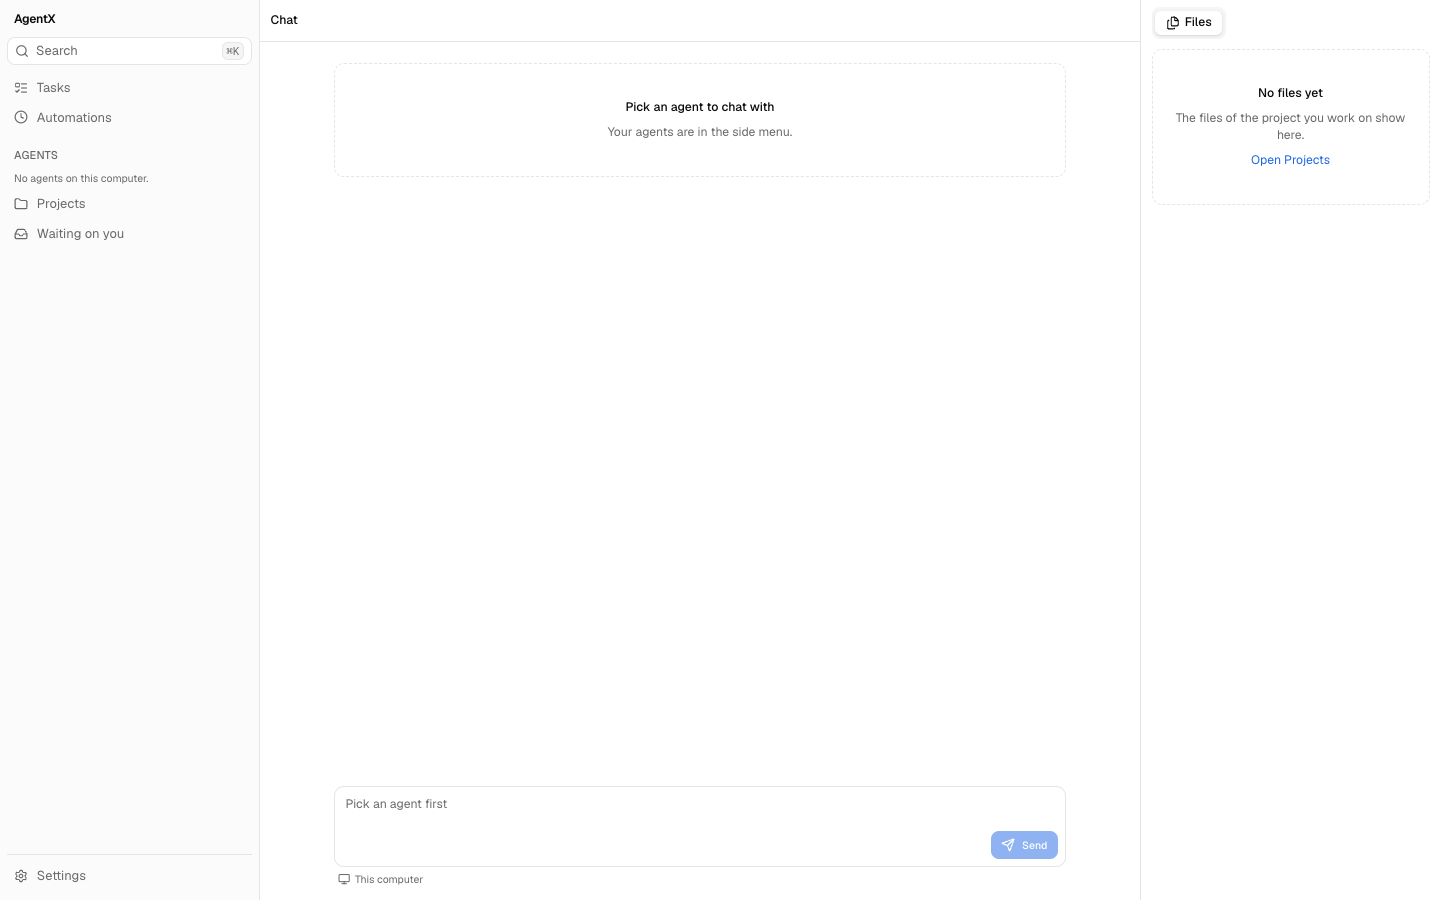 AgentX
Search
⌘K
Tasks
Automations
AGENTS
No agents on this computer.
Projects
Waiting on you
Settings
Chat
Pick an agent to chat with
Your agents are in the side menu.
Pick an agent first
Send
This computer
Files
No files yet
The files of the project you work on show
here.
Open Projects